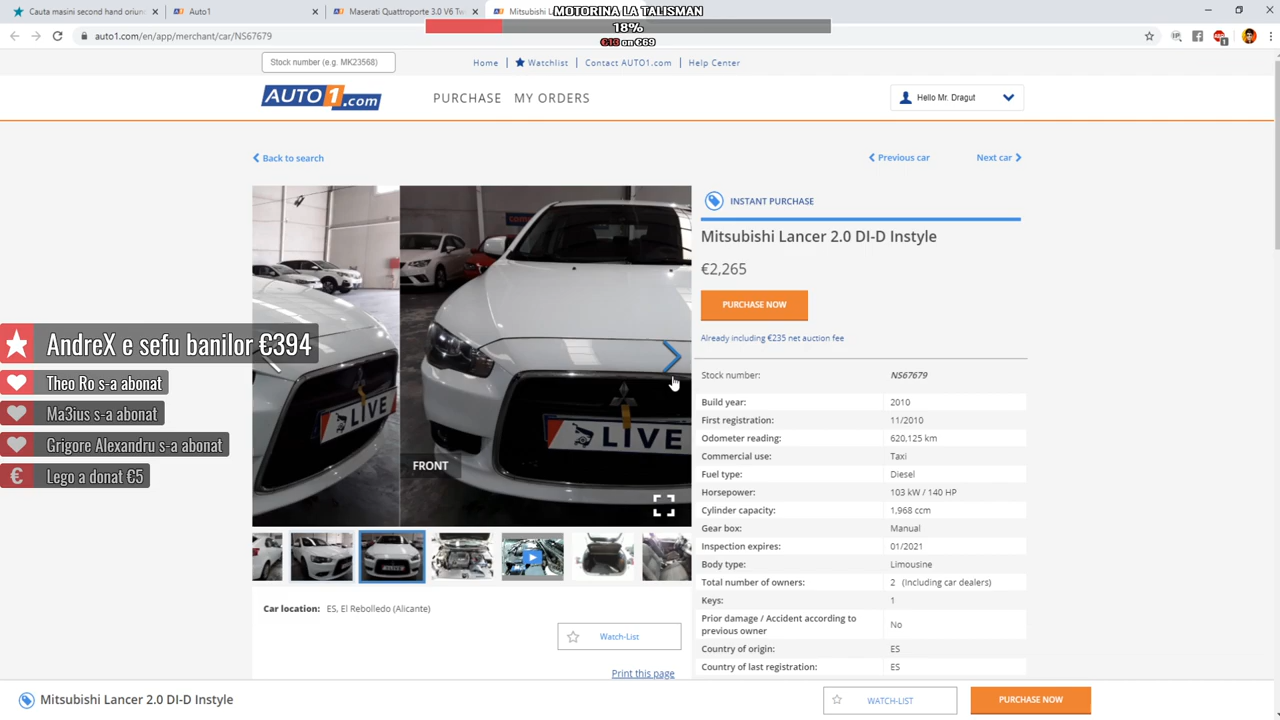 Cauta masini second hand oriun
Auto1
Maserati Quattroporte 3.0 V6 Tw
Mitsubishi L
MOTORINA LA TALISMAN
18%
€13 on €69
auto1.com/en/app/merchant/car/NS67679
Stock number (e.g. MK23568)
Home
Watchlist
Contact AUTO1.com
Help Center
AUTO1.com
PURCHASE
MY ORDERS
Hello Mr. Dragut
Back to search
Previous car
Next car
INSTANT PURCHASE
Mitsubishi Lancer 2.0 DI-D Instyle
€2,265
PURCHASE NOW
Already including €235 net auction fee
LIVE
LIVE
FRONT
AndreX e sefu banilor €394
Theo Ro s-a abonat
Ma3ius s-a abonat
Grigore Alexandru s-a abonat
€ Lego a donat €5
Stock number: NS67679
Build year: 2010
First registration: 11/2010
Odometer reading: 620,125 km
Commercial use: Taxi
Fuel type: Diesel
Horsepower: 103 kW / 140 HP
Cylinder capacity: 1,968 ccm
Gear box: Manual
Inspection expires: 01/2021
Body type: Limousine
Total number of owners: 2 (Including car dealers)
Keys: 1
Prior damage / Accident according to
previous owner No
Country of origin: ES
Country of last registration: ES
Car location: ES, El Rebolledo (Alicante)
Watch-List
Print this page
Mitsubishi Lancer 2.0 DI-D Instyle
WATCH-LIST
PURCHASE NOW